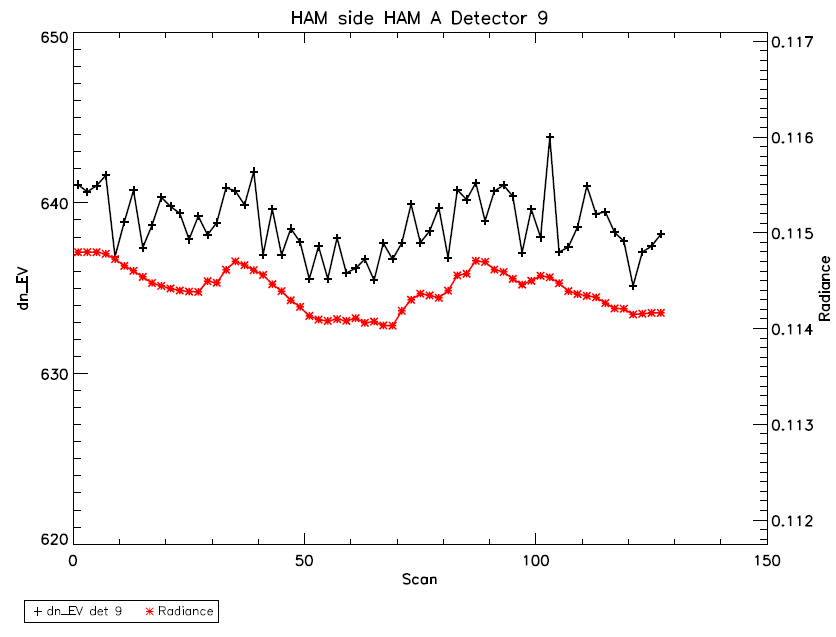 HAM side HAM A Detector 9
650
640
630
620
dn_EV
0.117
0.116
0.115
0.114
0.113
0.112
Radiance
0 50 100 150
Scan
dn_EV det 9 Radiance